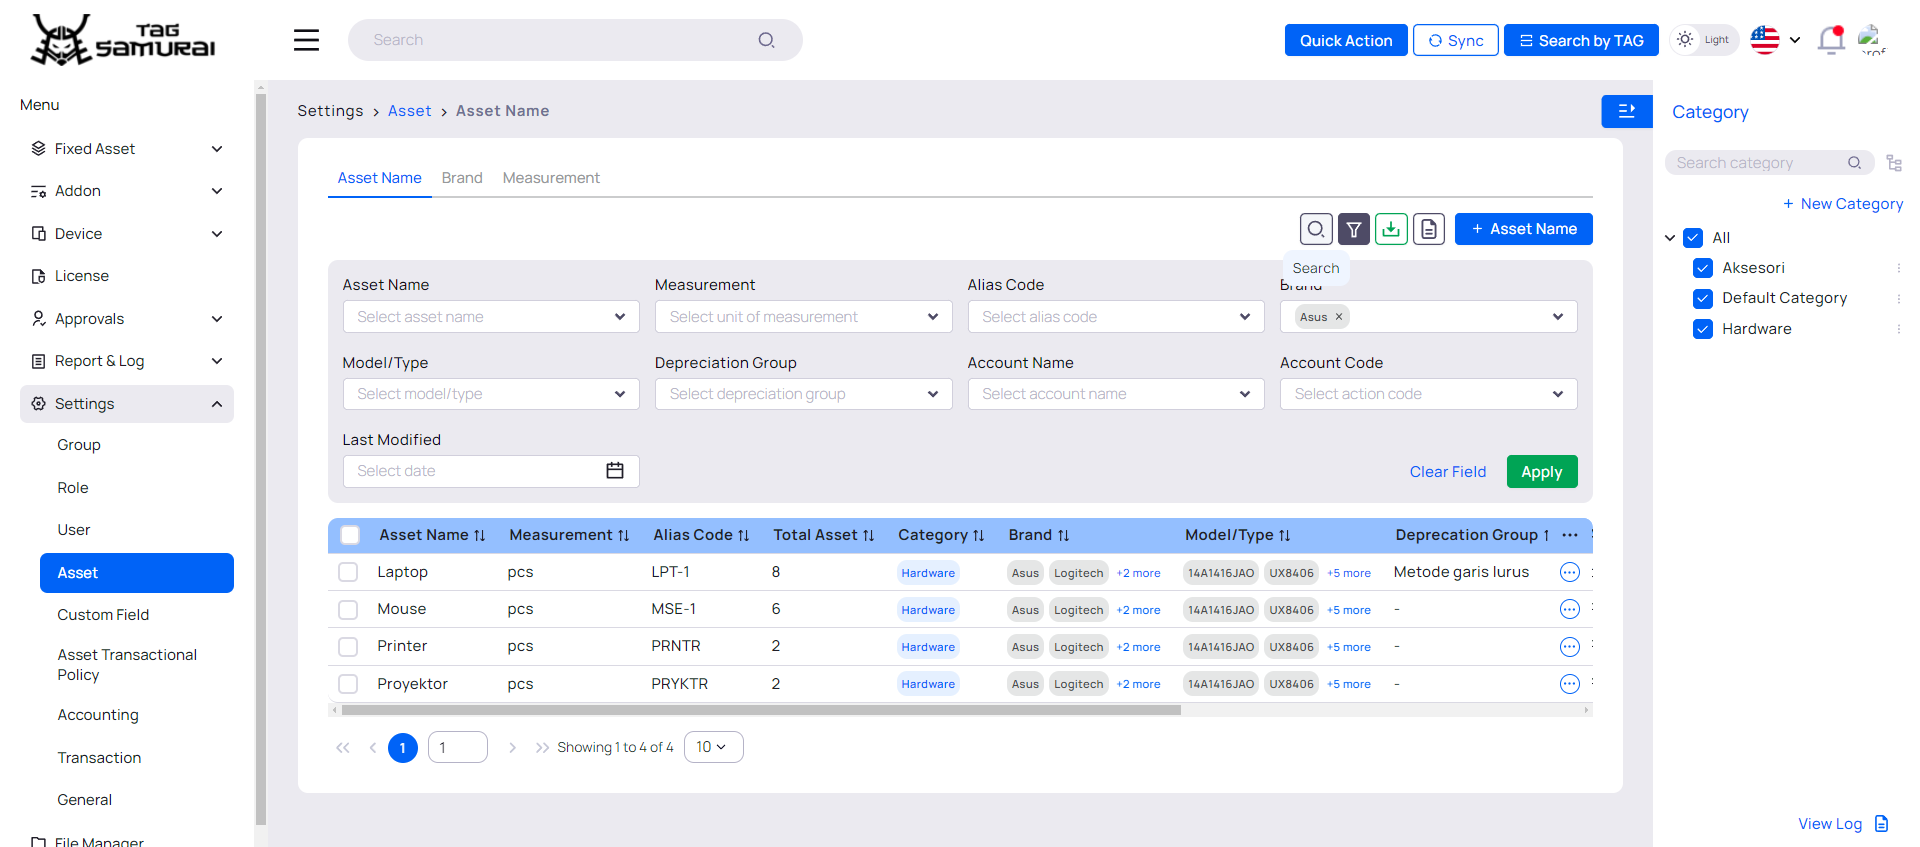 TAG SAMURAI
Search
Quick Action
Sync
Search by TAG
Light
Menu
Fixed Asset
Addon
Device
License
Approvals
Report & Log
Settings
Group
Role
User
Asset
Custom Field
Asset Transactional
Policy
Accounting
Transaction
General
File Manager
Settings > Asset > Asset Name
Asset Name Brand Measurement
+ Asset Name
Search
Asset Name Measurement Alias Code Brand
Select asset name Select unit of measurement Select alias code Asus ×
Model/Type Depreciation Group Account Name Account Code
Select model/type Select depreciation group Select account name Select action code
Last Modified
Select date
Clear Field Apply
Asset Name Measurement Alias Code Total Asset Category Brand Model/Type Deprecation Group
Laptop pcs LPT-1 8 Hardware Asus Logitech +2 more 14A1416JAO UX8406 +5 more Metode garis lurus
Mouse pcs MSE-1 6 Hardware Asus Logitech +2 more 14A1416JAO UX8406 +5 more -
Printer pcs PRNTR 2 Hardware Asus Logitech +2 more 14A1416JAO UX8406 +5 more -
Proyektor pcs PRYKTR 2 Hardware Asus Logitech +2 more 14A1416JAO UX8406 +5 more -
1 1 Showing 1 to 4 of 4 10
Category
Search category
+ New Category
All
Aksesori
Default Category
Hardware
View Log